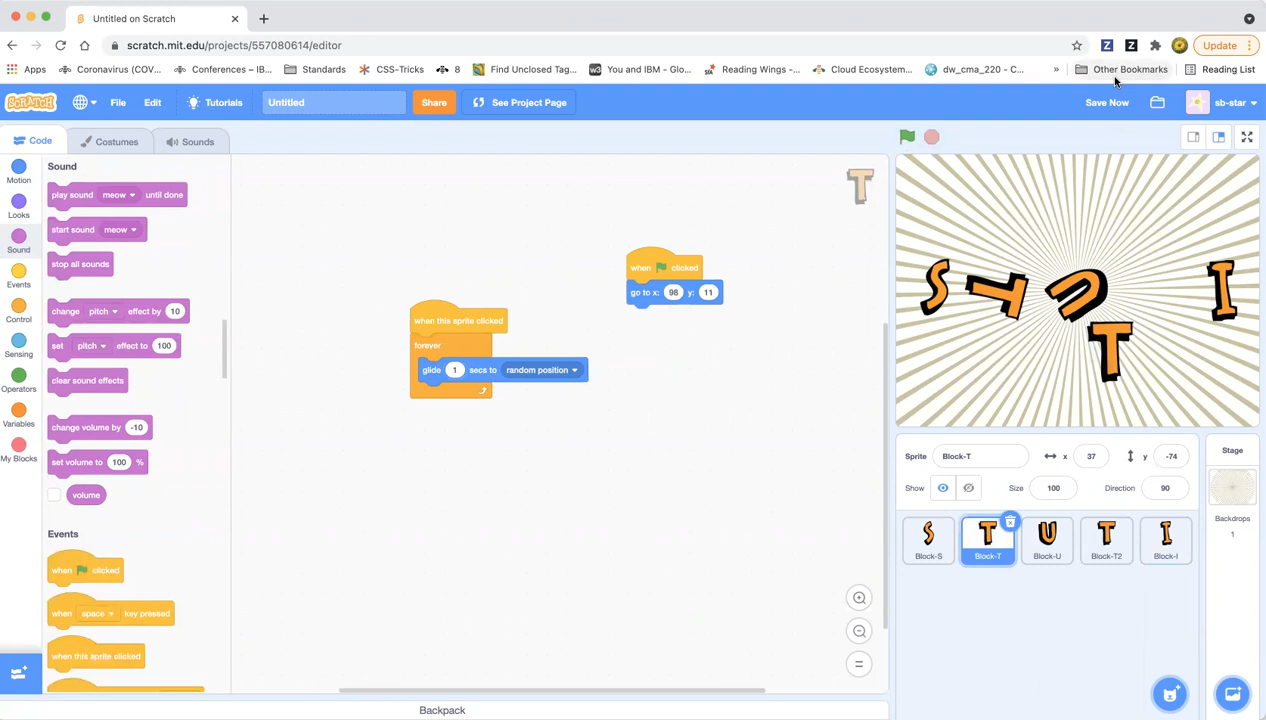 Untitled on Scratch
scratch.mit.edu/projects/557080614/editor
Z Z Update
Apps Coronavirus (COV... Conferences – IB... Standards CSS-Tricks 8 Find Unclosed Tag... w3 You and IBM - Glo... STA Reading Wings -... Cloud Ecosystem... dw_cma_220 - C... » Other Bookmarks Reading List
SCRATCH File Edit Tutorials Untitled Share See Project Page Save Now sb-star
Code Costumes Sounds
Motion
Looks
Sound
Events
Control
Sensing
Operators
Variables
My Blocks
Sound
play sound meow until done
start sound meow
stop all sounds
change pitch effect by 10
set pitch effect to 100
clear sound effects
change volume by -10
set volume to 100 %
volume
Events
when clicked
when space key pressed
when this sprite clicked
when this sprite clicked
forever
glide 1 secs to random position
when clicked
go to x: 98 y: 11
T
S T U T I
Sprite Block-T x 37 y -74
Show Size 100 Direction 90
S T U T I
Block-S Block-T Block-U Block-T2 Block-I
Stage
Backdrops
1
Backpack